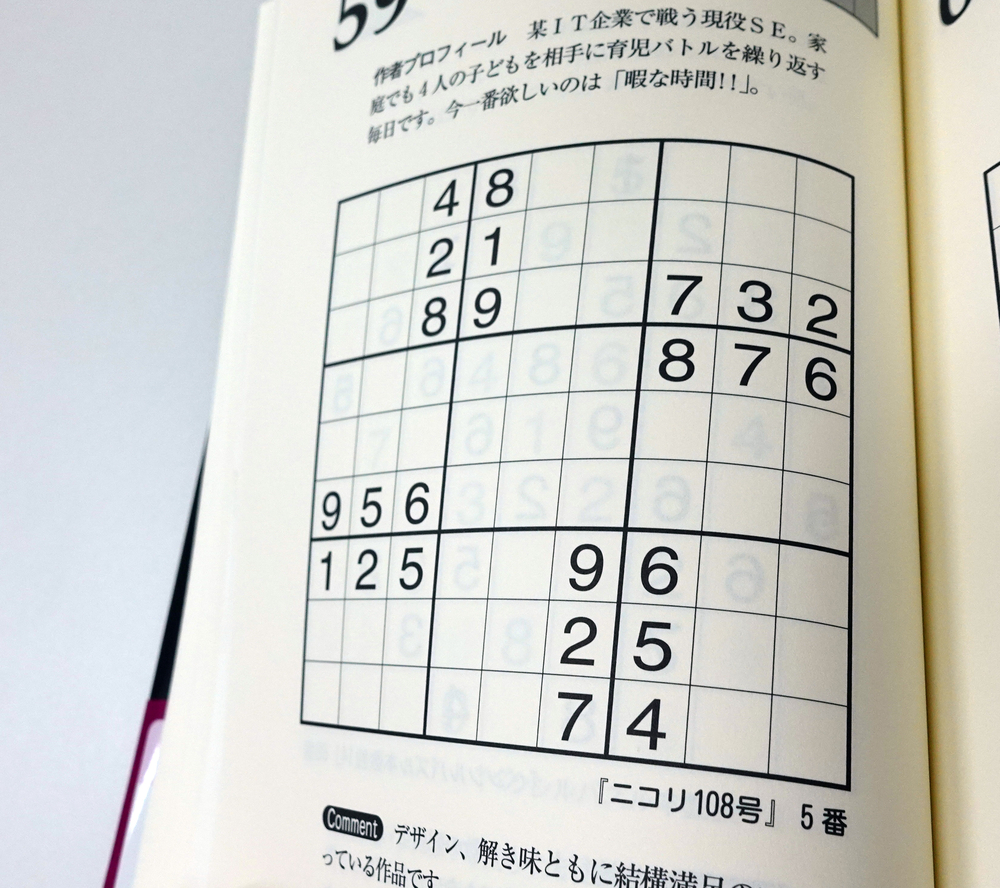 59
作者プロフィール 某ＩＴ企業で戦う現役ＳＥ。家
庭でも４人の子どもを相手に育児バトルを繰り返す
毎日です。今一番欲しいのは「暇な時間!!」。
4 8
2 1
8 9 7 3 2
8 7 6
9 5 6
1 2 5 9 6
2 5
7 4
『ニコリ108号』 5番
Comment デザイン、解き味ともに結構満足の
っている作品です